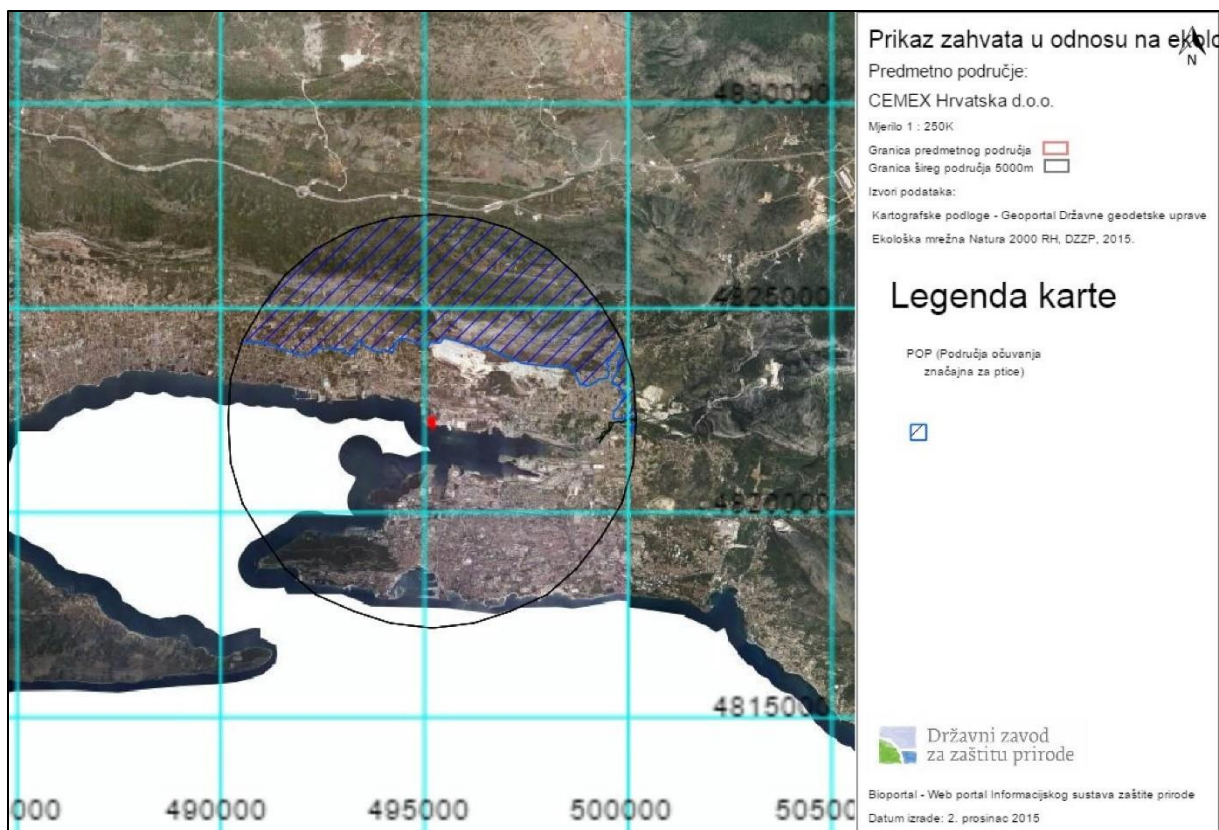 Prikaz zahvata u odnosu na ekolo
N
Predmetno područje:
CEMEX Hrvatska d.o.o.
Mjerilo 1 : 250K
Granica predmetnog područja
Granica šireg područja 5000m
Izvori podataka:
Kartografske podloge - Geoportal Državne geodetske uprave
Ekološka mrežna Natura 2000 RH, DZZP, 2015.
Legenda karte
POP (Područja očuvanja
značajna za ptice)
4830000
4825000
4820000
4815000
000
490000
495000
500000
50500
Državni zavod
za zaštitu prirode
Bioportal - Web portal Informacijskog sustava zaštite prirode
Datum izrade: 2. prosinac 2015